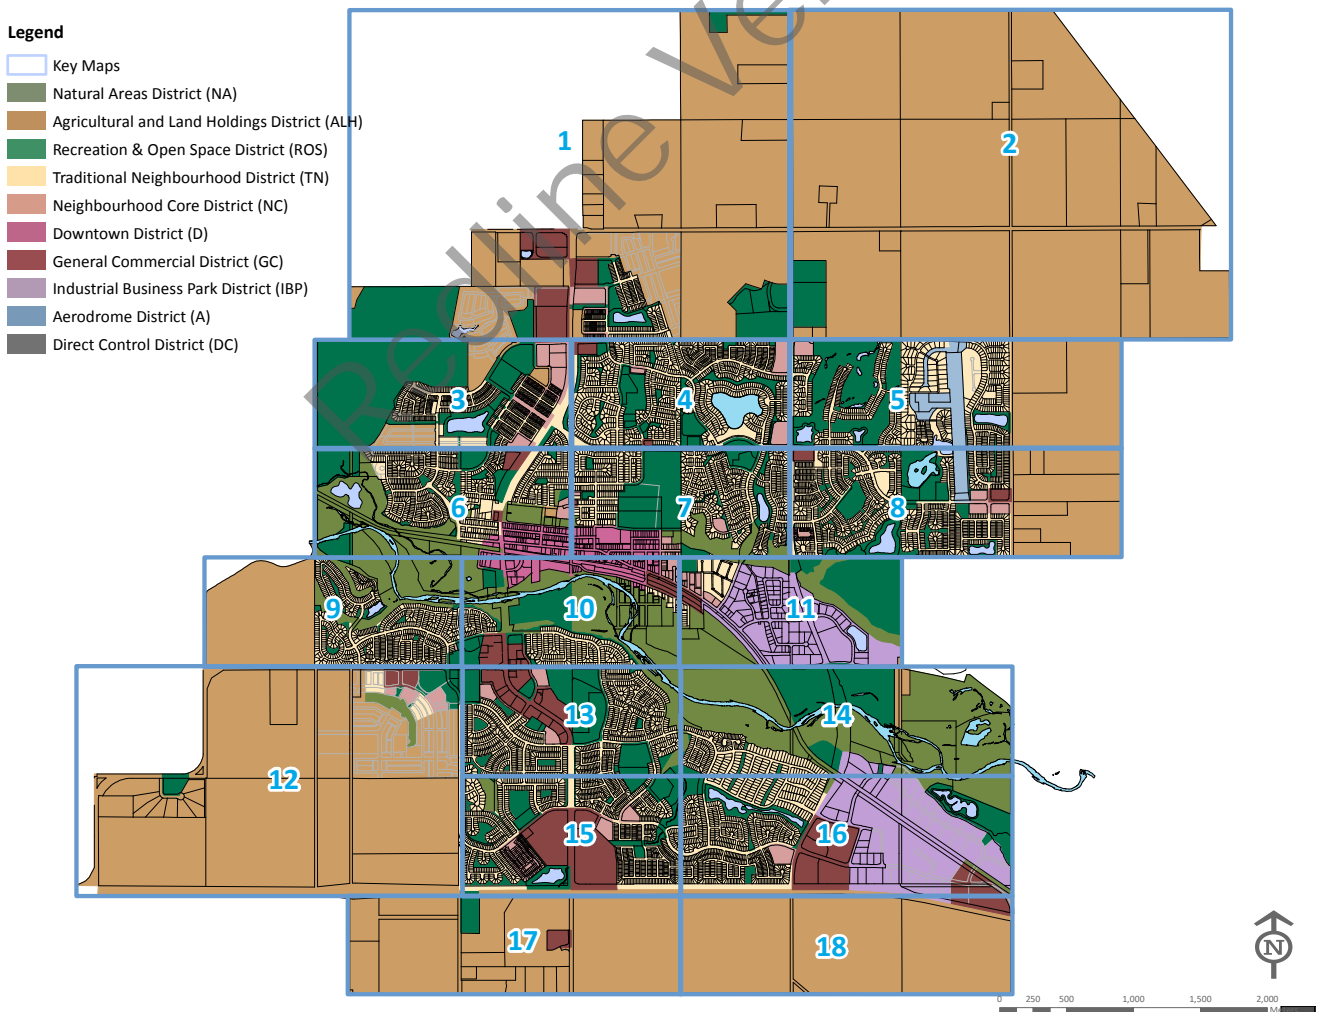 Legend
Key Maps
Natural Areas District (NA)
Agricultural and Land Holdings District (ALH)
Recreation & Open Space District (ROS)
Traditional Neighbourhood District (TN)
Neighbourhood Core District (NC)
Downtown District (D)
General Commercial District (GC)
Industrial Business Park District (IBP)
Aerodrome District (A)
Direct Control District (DC)
Redline Ve
1
2
3
4
5
6
7
8
9
10
11
12
13
14
15
16
17
18
N
0 250 500 1,000 1,500 2,000